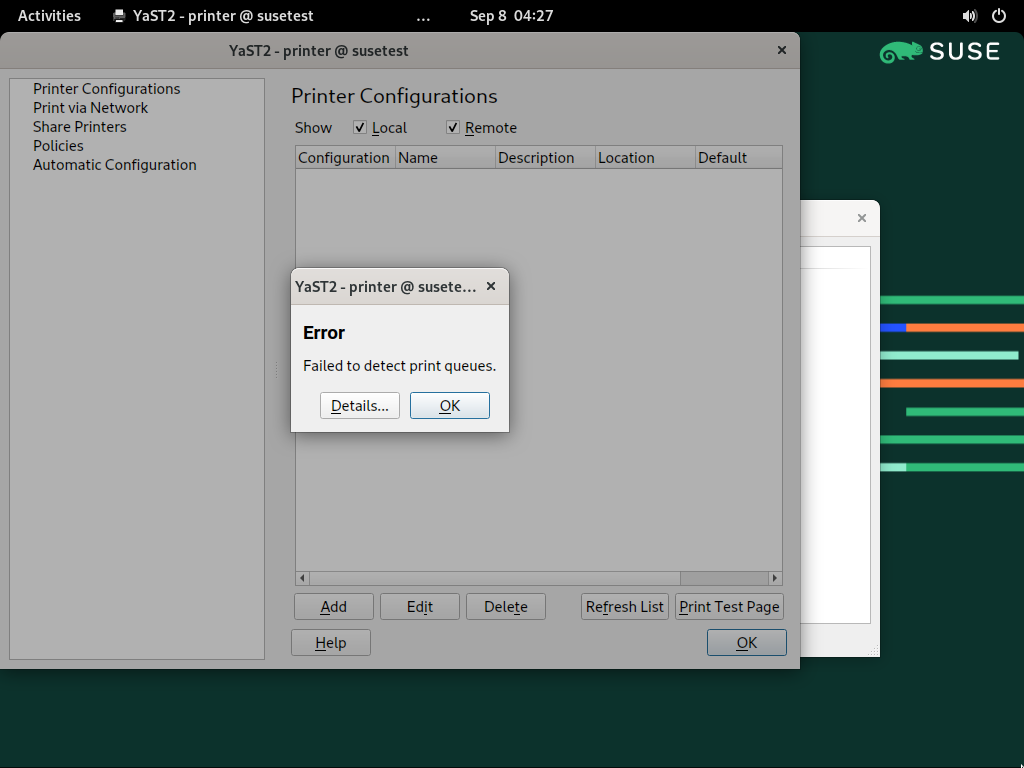 Activities YaST2 - printer @ susetest ... Sep 8 04:27
YaST2 - printer @ susetest
SUSE
Printer Configurations
Print via Network
Share Printers
Policies
Automatic Configuration
Printer Configurations
Show Local Remote
Configuration Name Description Location Default
YaST2 - printer @ susete...
Error
Failed to detect print queues.
Details... OK
Add Edit Delete Refresh List Print Test Page
Help OK